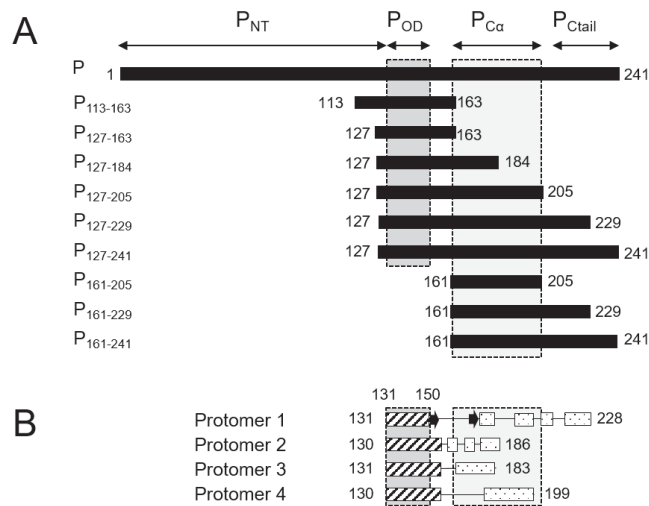 A
P_NT P_OD P_Cα P_Ctail
P 1 241
P_113-163 113 163
P_127-163 127 163
P_127-184 127 184
P_127-205 127 205
P_127-229 127 229
P_127-241 127 241
P_161-205 161 205
P_161-229 161 229
P_161-241 161 241
131 150
B
Protomer 1 131 228
Protomer 2 130 186
Protomer 3 131 183
Protomer 4 130 199